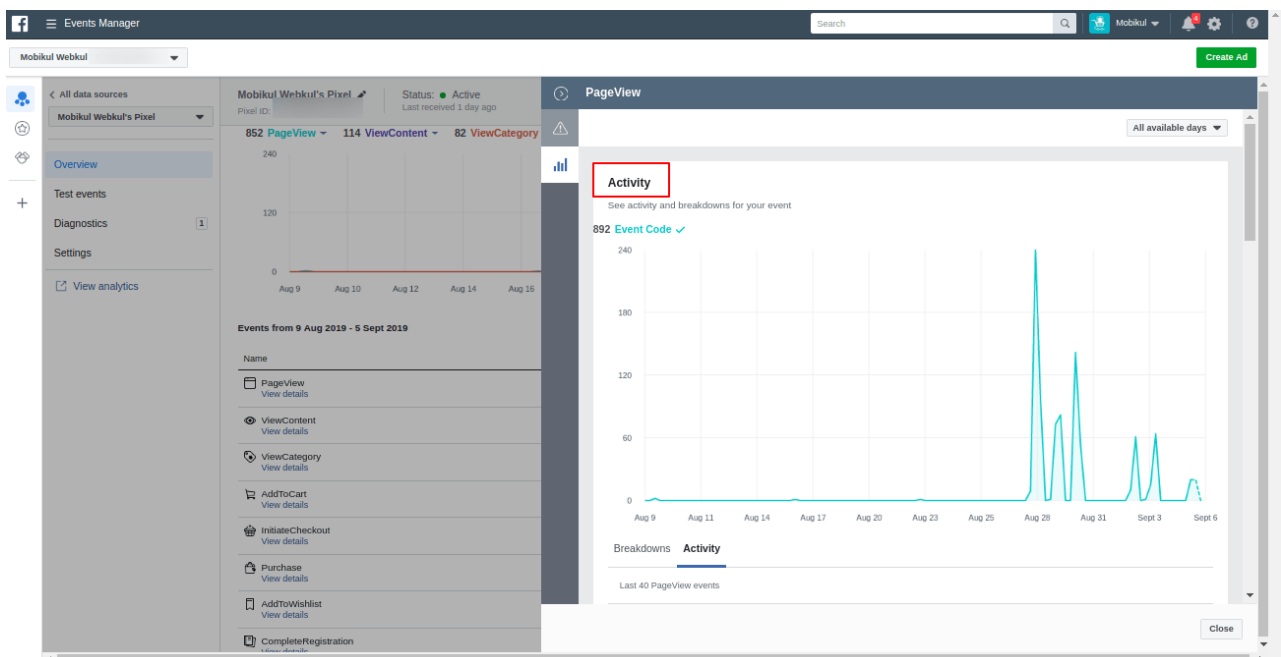 f
Events Manager
Search
Mobikul
4
?
Mobikul Webkul
Create Ad
All data sources
Mobikul Webkul's Pixel
Overview
Test events
Diagnostics 1
Settings
View analytics
Mobikul Webkul's Pixel
Pixel ID:
Status: Active
Last received 1 day ago
852 PageView 114 ViewContent 82 ViewCategory
240
120
0
Aug 9 Aug 10 Aug 12 Aug 14 Aug 16
Events from 9 Aug 2019 - 5 Sept 2019
Name
PageView
View details
ViewContent
View details
ViewCategory
View details
AddToCart
View details
InitiateCheckout
View details
Purchase
View details
AddToWishlist
View details
CompleteRegistration
View details
PageView
All available days
Activity
See activity and breakdowns for your event
892 Event Code
240
180
120
60
0
Aug 9 Aug 11 Aug 14 Aug 17 Aug 20 Aug 23 Aug 25 Aug 28 Aug 31 Sept 3 Sept 6
Breakdowns Activity
Last 40 PageView events
Close